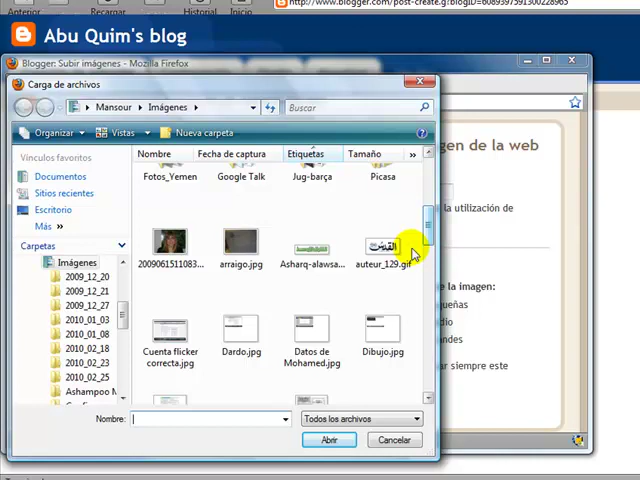 Anterior Recargar Historial Inicio
http://www.blogger.com/post-create.g?blogID=6089397591300228965
Abu Quim's blog
Blogger: Subir imágenes - Mozilla Firefox
Carga de archivos
Mansour Imágenes
Buscar
Organizar Vistas Nueva carpeta
Vínculos favoritos
Documentos
Sitios recientes
Escritorio
Más »
Carpetas
Imágenes
2009_12_20
2009_12_21
2010_01_03
2010_01_08
2010_02_18
2010_02_23
2010_02_25
Ashampoo M
Nombre Fecha de captura Etiquetas Tamaño »
Fotos_Yemen Google Talk Jug-barça Picasa
القدس
2009061511083... arraigo.jpg Asharq-alawsa... auteur_129.gif
Cuenta flicker correcta.jpg
Dardo.jpg
Datos de Mohamed.jpg
Dibujo.jpg
Nombre:
Todos los archivos
Abrir Cancelar
gen de la web
la utilización de
la imagen:
queñas
dio
ndes
ar siempre este